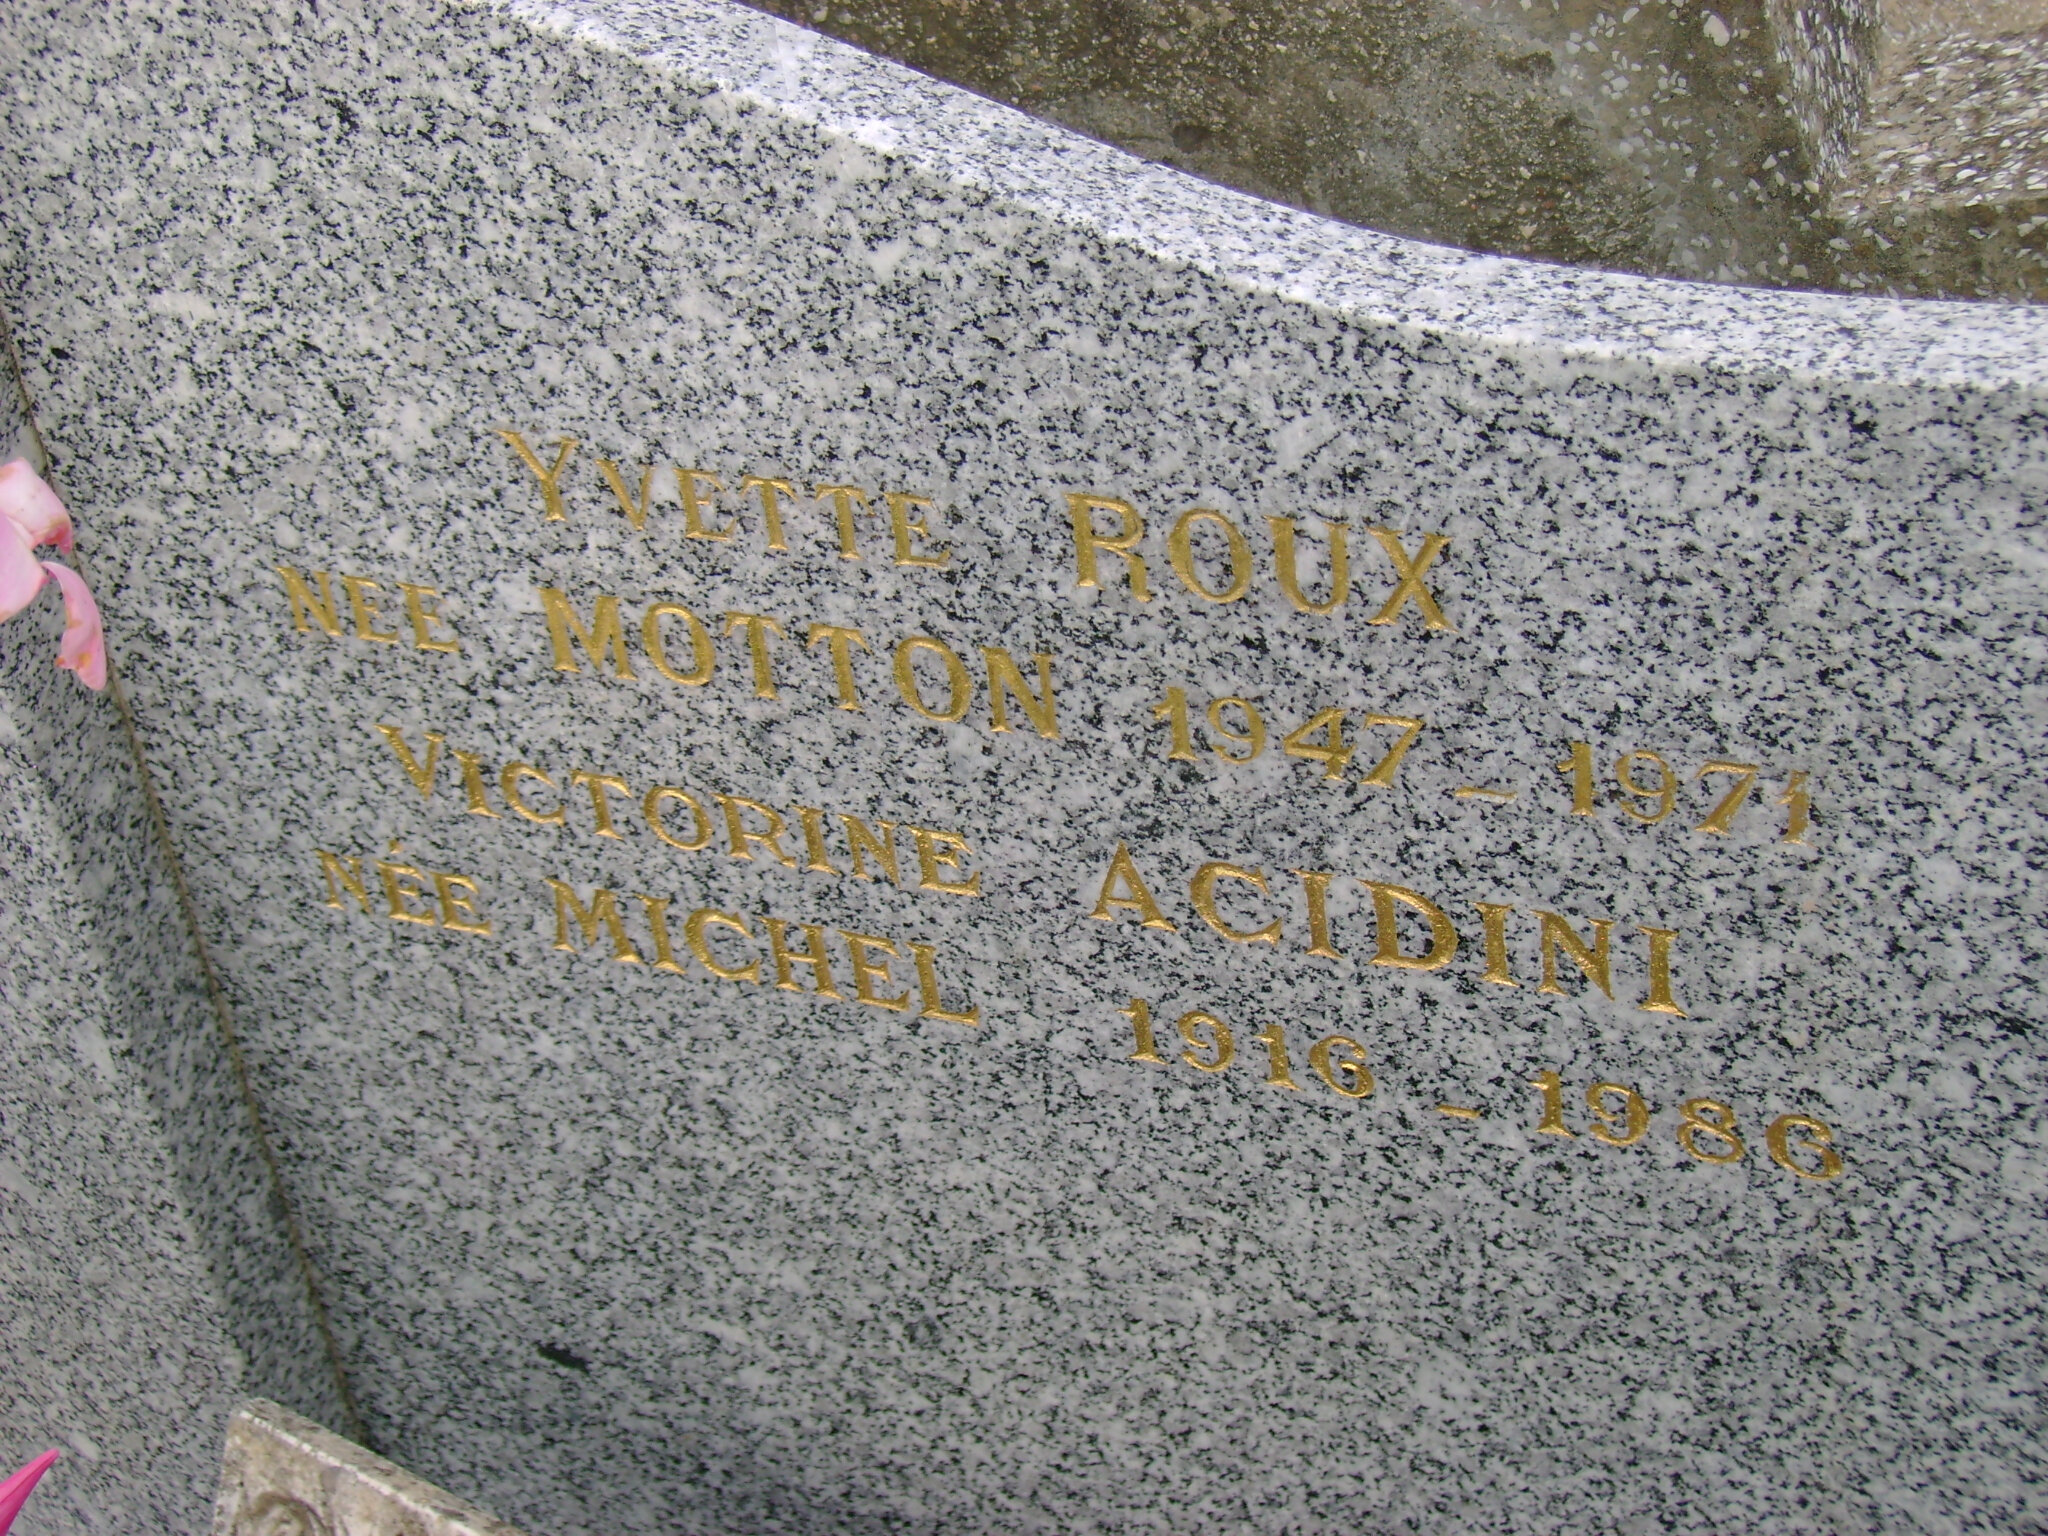 YVETTE ROUX
NEE MOTTON 1947 - 1971
VICTORINE ACIDINI
NÉE MICHEL 1916 - 1986